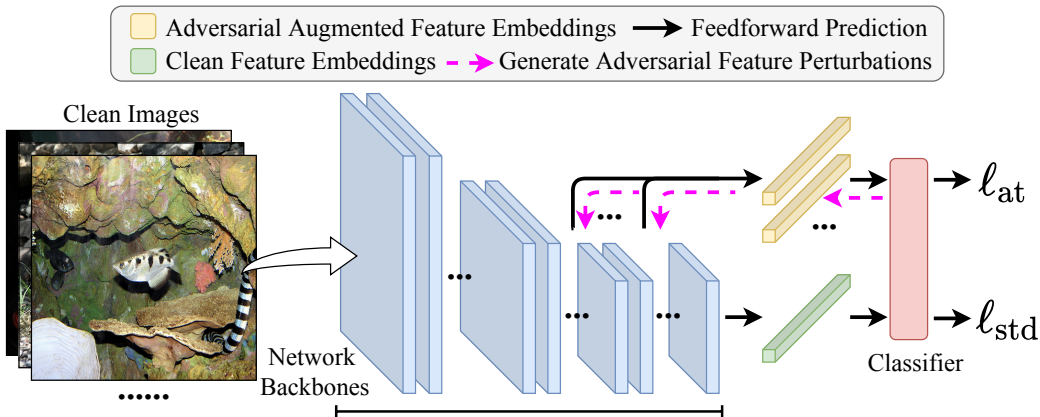 Adversarial Augmented Feature Embeddings
Feedforward Prediction
Clean Feature Embeddings
Generate Adversarial Feature Perturbations
Clean Images
ℓat
ℓstd
Network
Backbones
Classifier